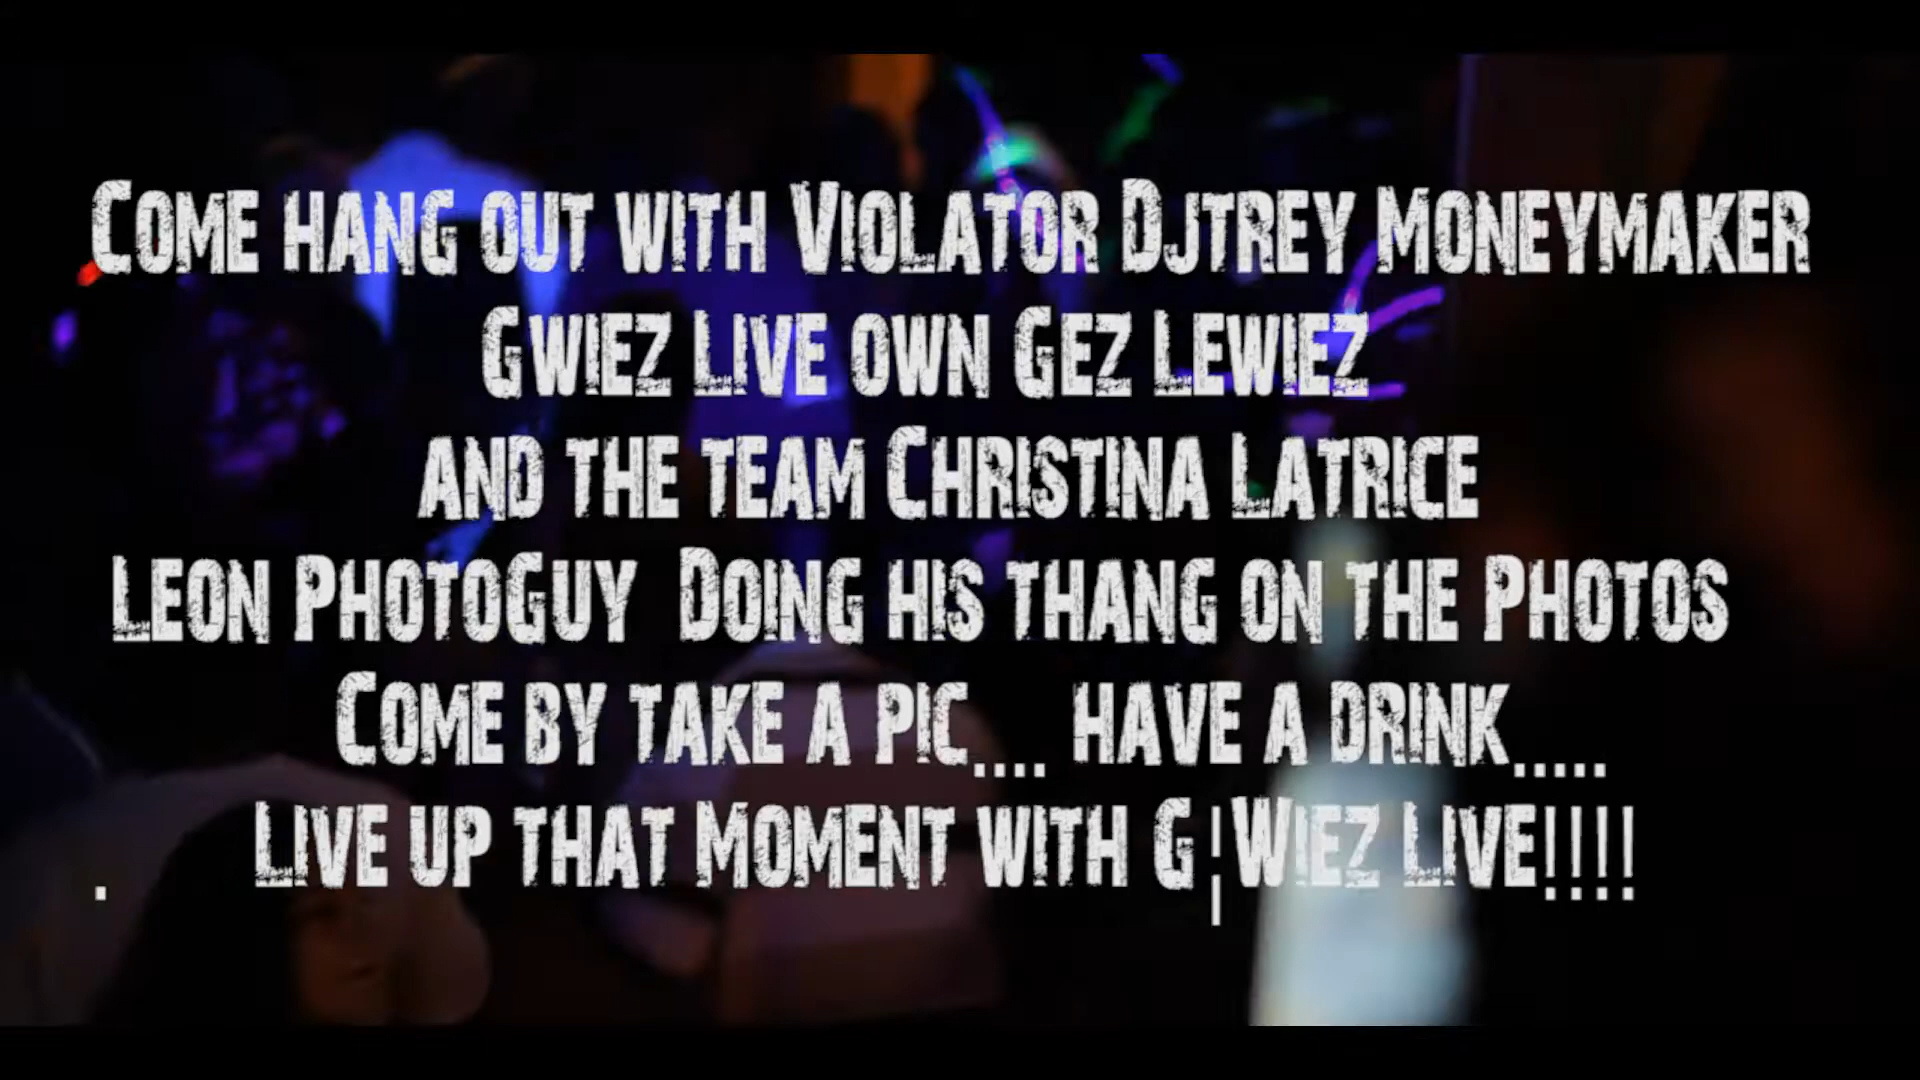 Come hang out with Violator Djtrey Moneymaker
Gwiez Live own Gez Lewiez
and the team Christina Latrice
Leon PhotoGuy Doing his thang on the Photos
Come by take a pic.... have a drink.....
. Live up that Moment with G¦Wiez Live!!!!